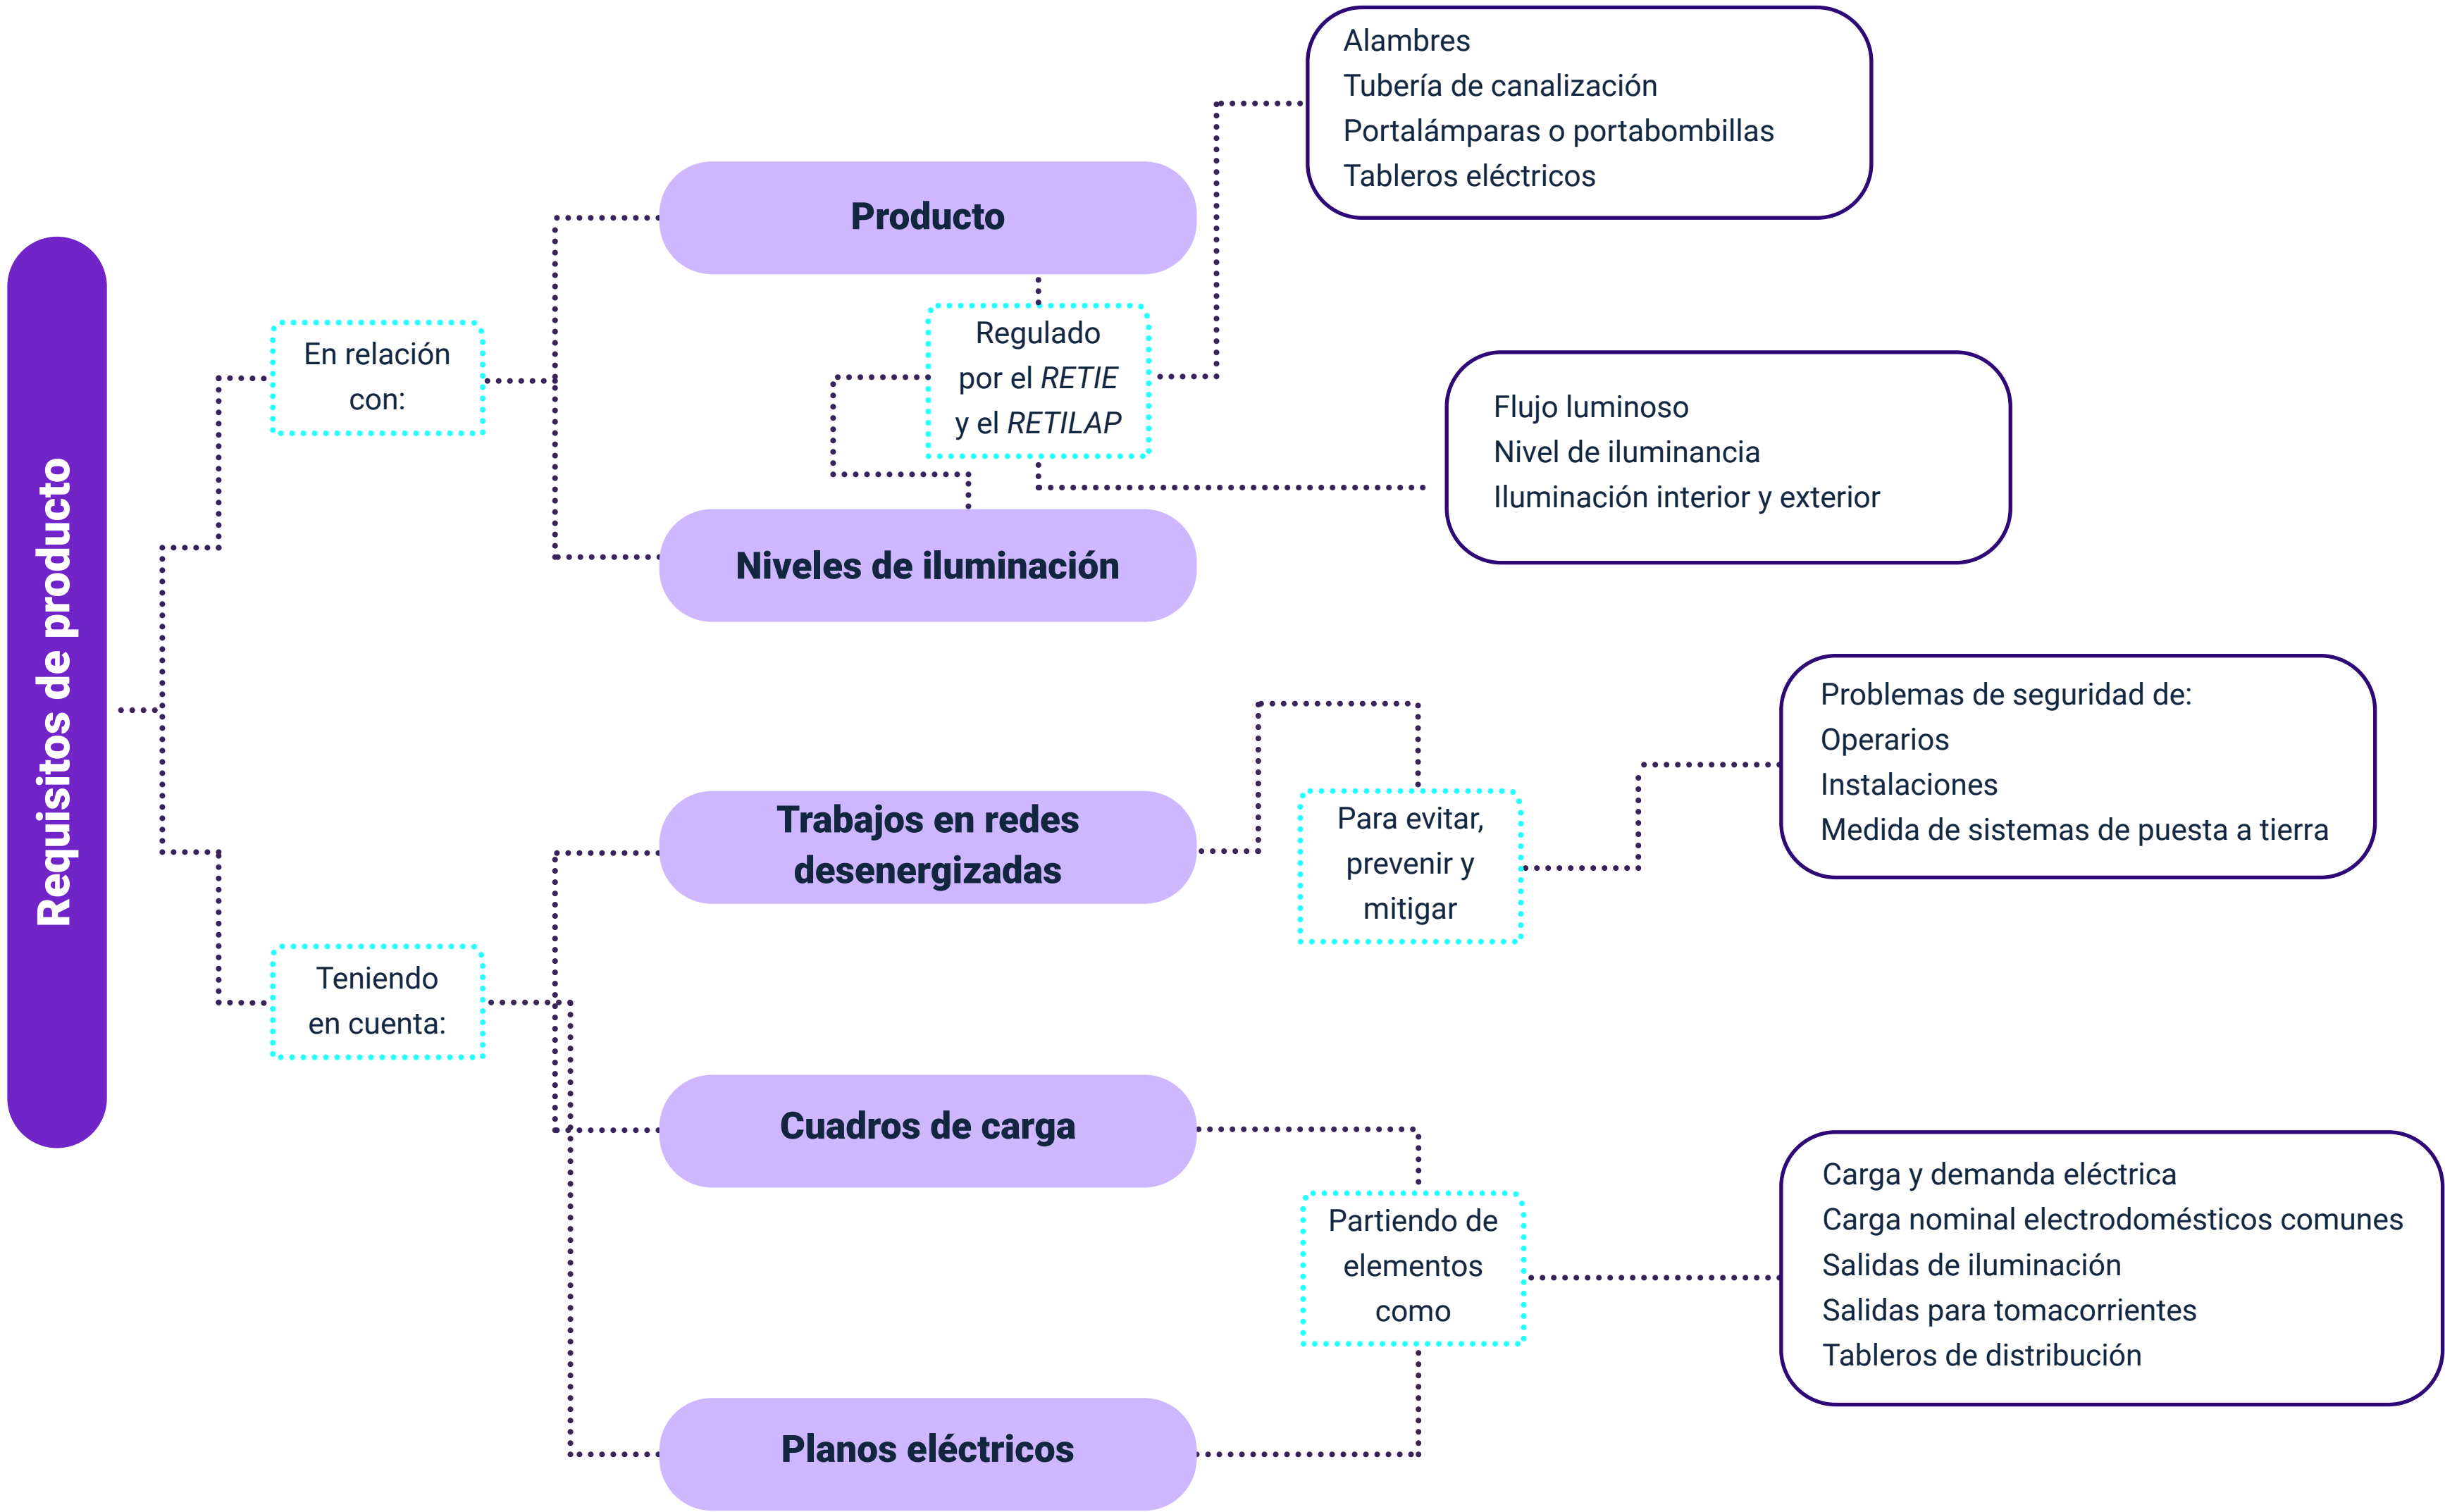 Requisitos de producto
En relación
con:
Producto
Regulado
por el RETIE
y el RETILAP
Alambres
Tubería de canalización
Portalámparas o portabombillas
Tableros eléctricos
Niveles de iluminación
Flujo luminoso
Nivel de iluminancia
Iluminación interior y exterior
Teniendo
en cuenta:
Trabajos en redes
desenergizadas
Para evitar,
prevenir y
mitigar
Problemas de seguridad de:
Operarios
Instalaciones
Medida de sistemas de puesta a tierra
Cuadros de carga
Partiendo de
elementos
como
Carga y demanda eléctrica
Carga nominal electrodomésticos comunes
Salidas de iluminación
Salidas para tomacorrientes
Tableros de distribución
Planos eléctricos